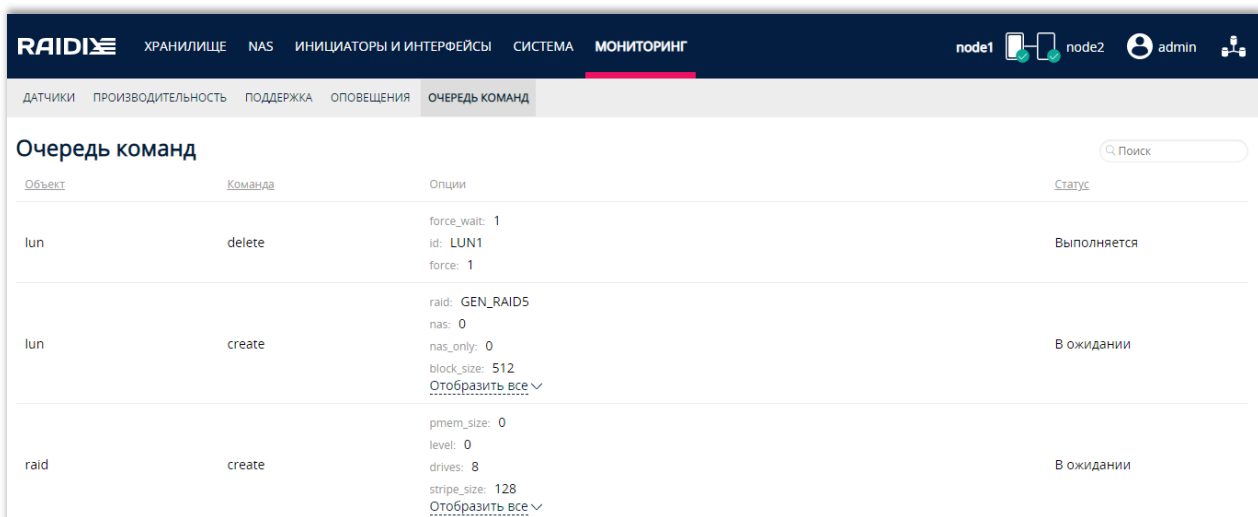 RAIDIX ХРАНИЛИЩЕ NAS ИНИЦИАТОРЫ И ИНТЕРФЕЙСЫ СИСТЕМА МОНИТОРИНГ node1 node2 admin
ДАТЧИКИ ПРОИЗВОДИТЕЛЬНОСТЬ ПОДДЕРЖКА ОПОВЕЩЕНИЯ ОЧЕРЕДЬ КОМАНД
Очередь команд Поиск
Объект Команда Опции Статус
force_wait: 1
lun delete id: LUN1 Выполняется
force: 1
raid: GEN_RAID5
nas: 0
lun create nas_only: 0 В ожидании
block_size: 512
Отобразить все
pmem_size: 0
level: 0
raid create drives: 8 В ожидании
stripe_size: 128
Отобразить все